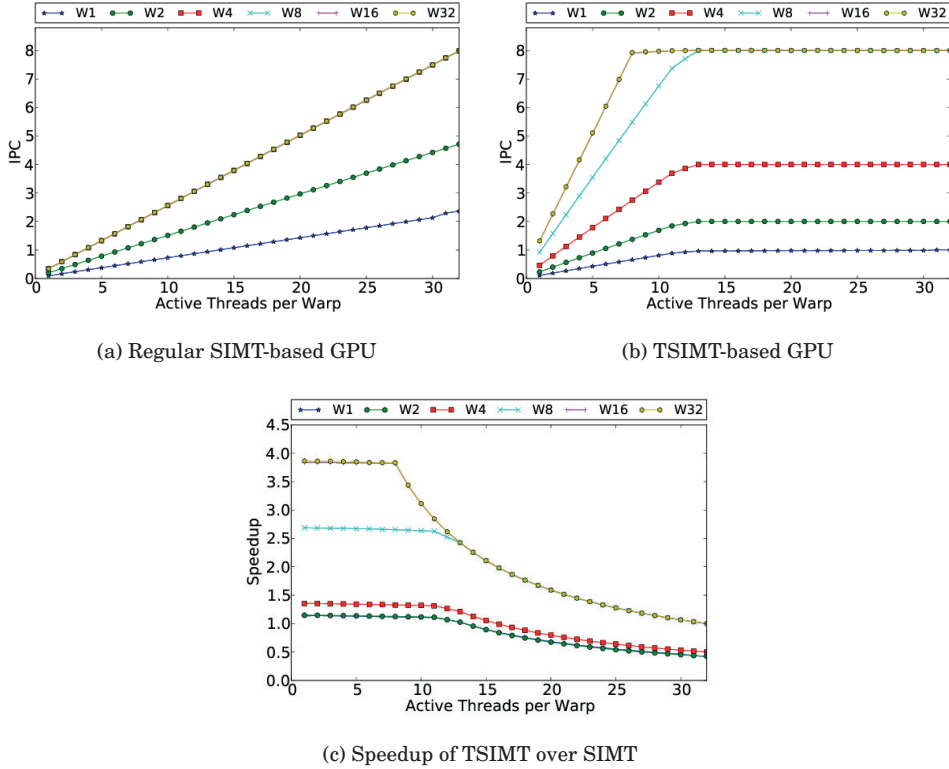 W1 W2 W4 W8 W16 W32
8
7
6
5
4
3
2
1
0
IPC
0 5 10 15 20 25 30
Active Threads per Warp
(a) Regular SIMT-based GPU
W1 W2 W4 W8 W16 W32
8
7
6
5
4
3
2
1
0
IPC
0 5 10 15 20 25 30
Active Threads per Warp
(b) TSIMT-based GPU
W1 W2 W4 W8 W16 W32
4.5
4.0
3.5
3.0
2.5
2.0
1.5
1.0
0.5
0.0
Speedup
0 5 10 15 20 25 30
Active Threads per Warp
(c) Speedup of TSIMT over SIMT